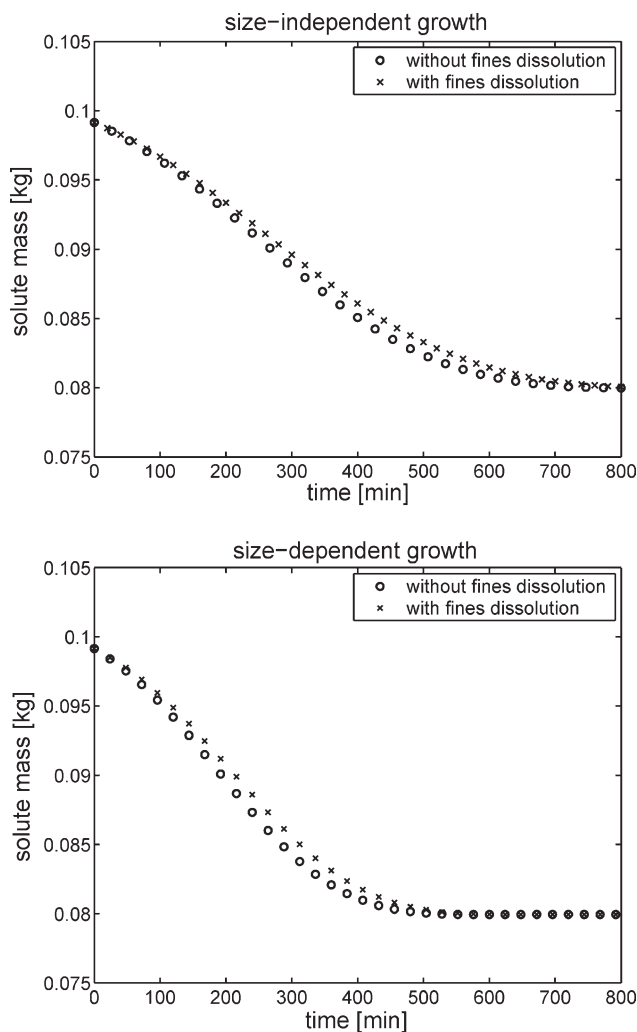 size−independent growth
0.105
without fines dissolution
with fines dissolution
0.1
0.095
0.09
0.085
0.08
0.075
solute mass [kg]
0 100 200 300 400 500 600 700 800
time [min]
size−dependent growth
0.105
without fines dissolution
with fines dissolution
0.1
0.095
0.09
0.085
0.08
0.075
solute mass [kg]
0 100 200 300 400 500 600 700 800
time [min]